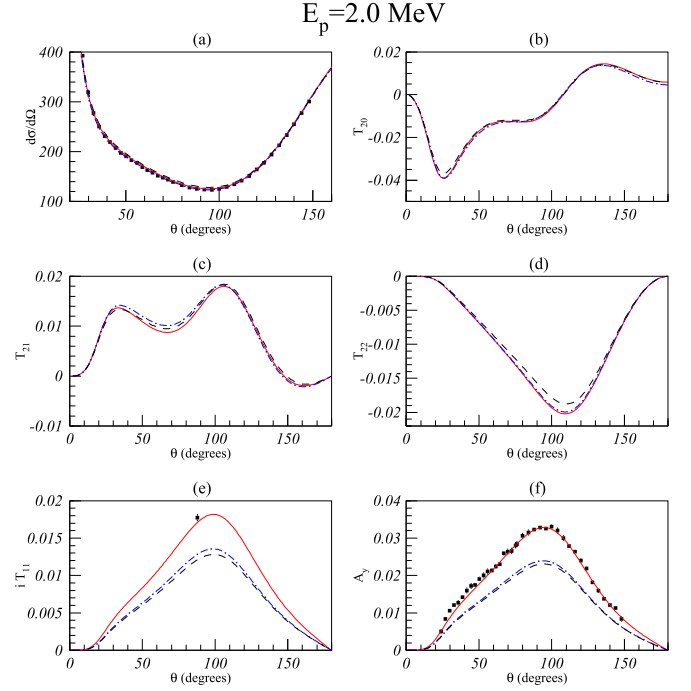 E_p=2.0 MeV
(a)
(b)
400
300
200
100
dσ/dΩ
50
100
150
θ (degrees)
0.02
0
-0.02
-0.04
T_20
0
50
100
150
θ (degrees)
(c)
(d)
0.02
0.01
0
-0.01
T_21
0
50
100
150
θ (degrees)
0
-0.005
-0.01
-0.015
-0.02
T_22
0
50
100
150
θ (degrees)
(e)
(f)
0.02
0.015
0.01
0.005
0
i T_11
0
50
100
150
θ (degrees)
0.04
0.03
0.02
0.01
0
A_y
0
50
100
150
θ (degrees)